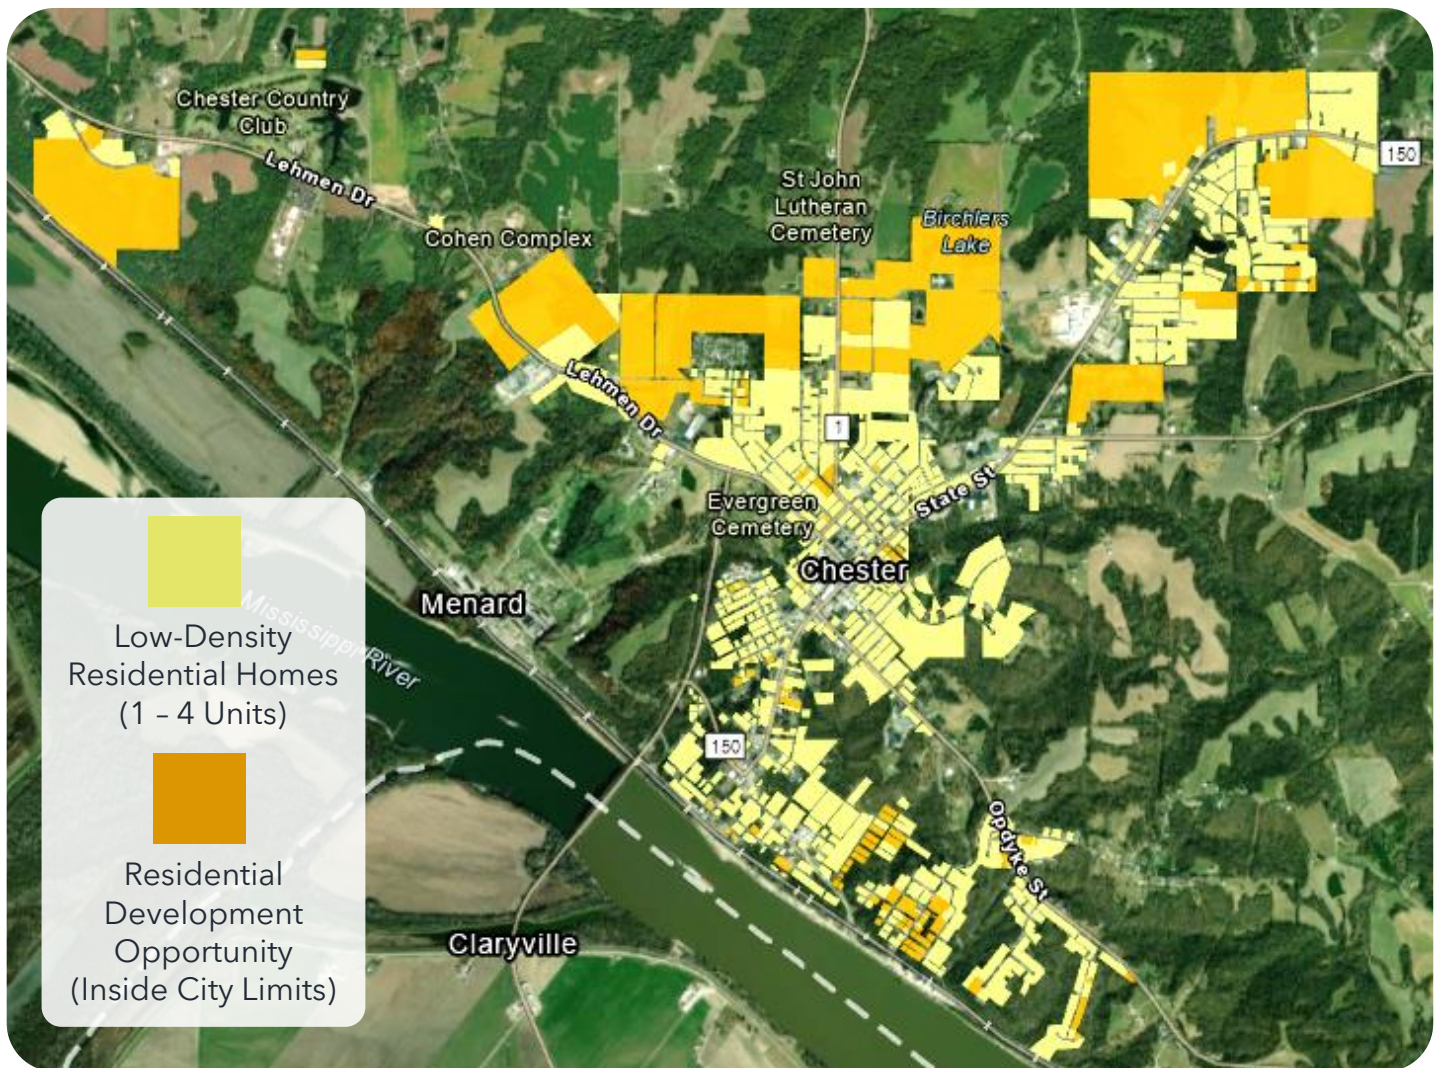 Chester Country
Club
Lehmen Dr
150
St John
Lutheran
Cemetery
Birchlers
Lake
Cohen Complex
Lehmen Dr
1
State St
Evergreen
Cemetery
Chester
Menard
Mississippi River
150
Opdyke St
Claryville
Low-Density
Residential Homes
(1 – 4 Units)
Residential
Development
Opportunity
(Inside City Limits)